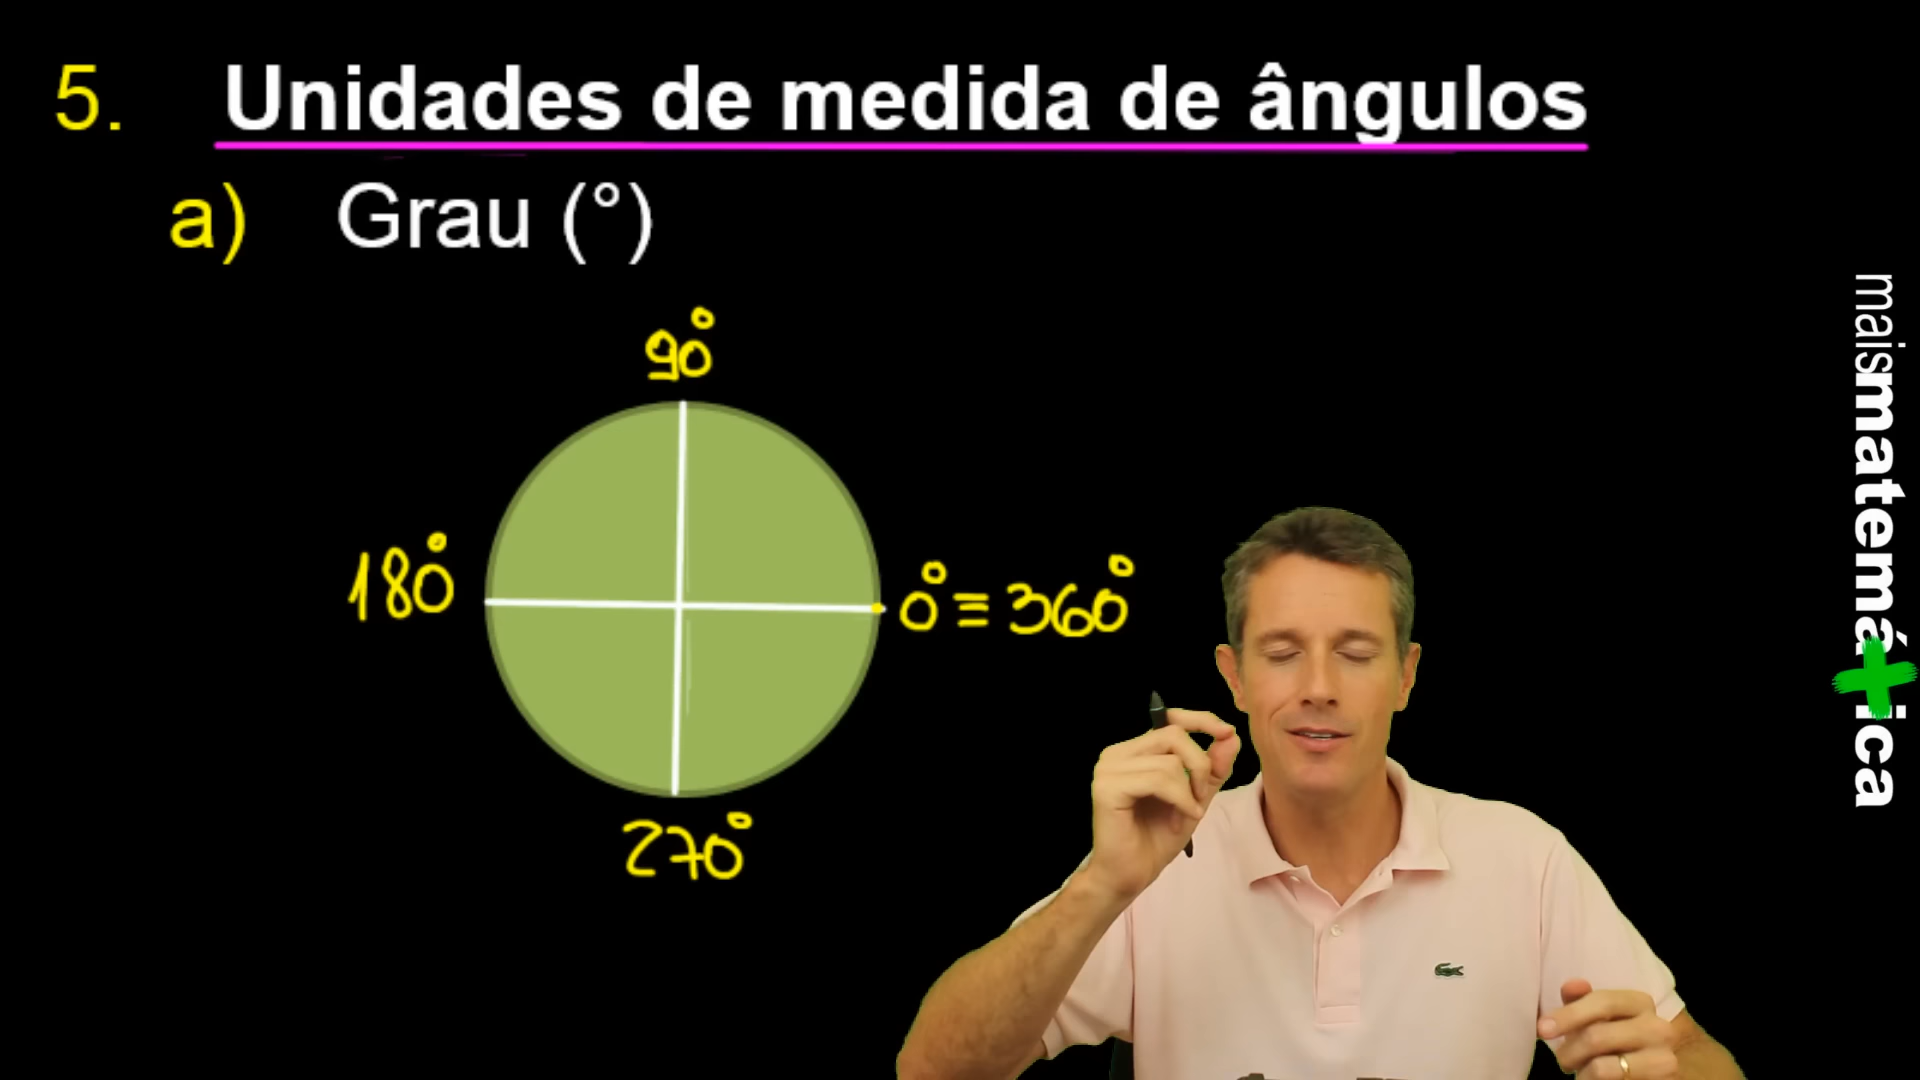 5. Unidades de medida de ângulos
a) Grau (°)
90°
180°
0° ≡ 360°
270°
maismatemática